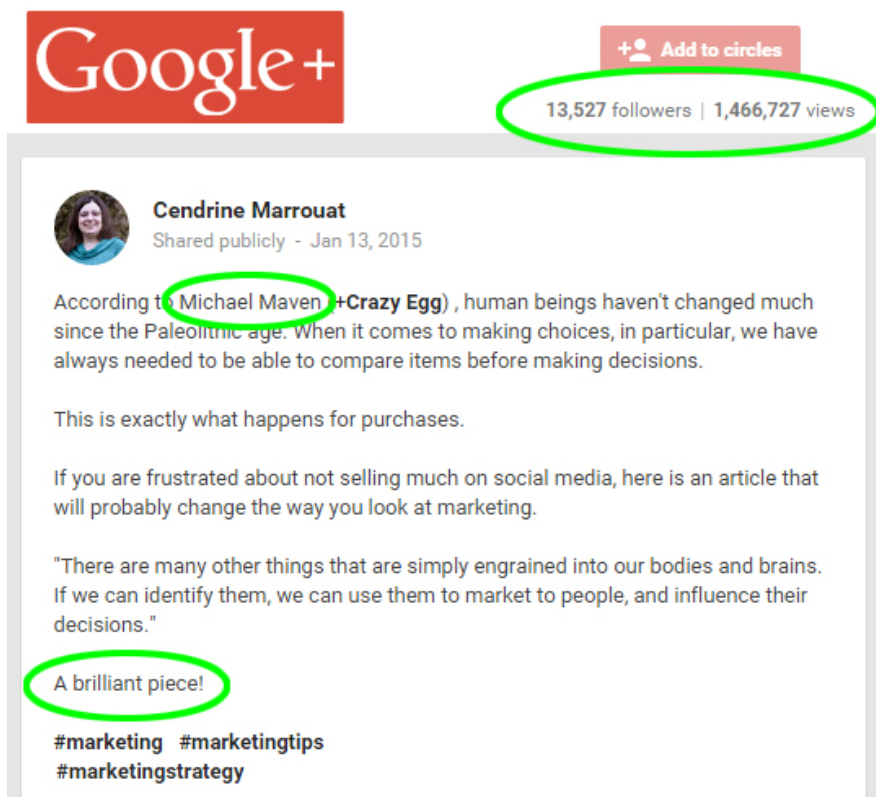 Google+
Add to circles
13,527 followers | 1,466,727 views
Cendrine Marrouat
Shared publicly - Jan 13, 2015
According to Michael Maven (+Crazy Egg) , human beings haven't changed much
since the Paleolithic age. When it comes to making choices, in particular, we have
always needed to be able to compare items before making decisions.
This is exactly what happens for purchases.
If you are frustrated about not selling much on social media, here is an article that
will probably change the way you look at marketing.
"There are many other things that are simply engrained into our bodies and brains.
If we can identify them, we can use them to market to people, and influence their
decisions."
A brilliant piece!
#marketing #marketingtips
#marketingstrategy